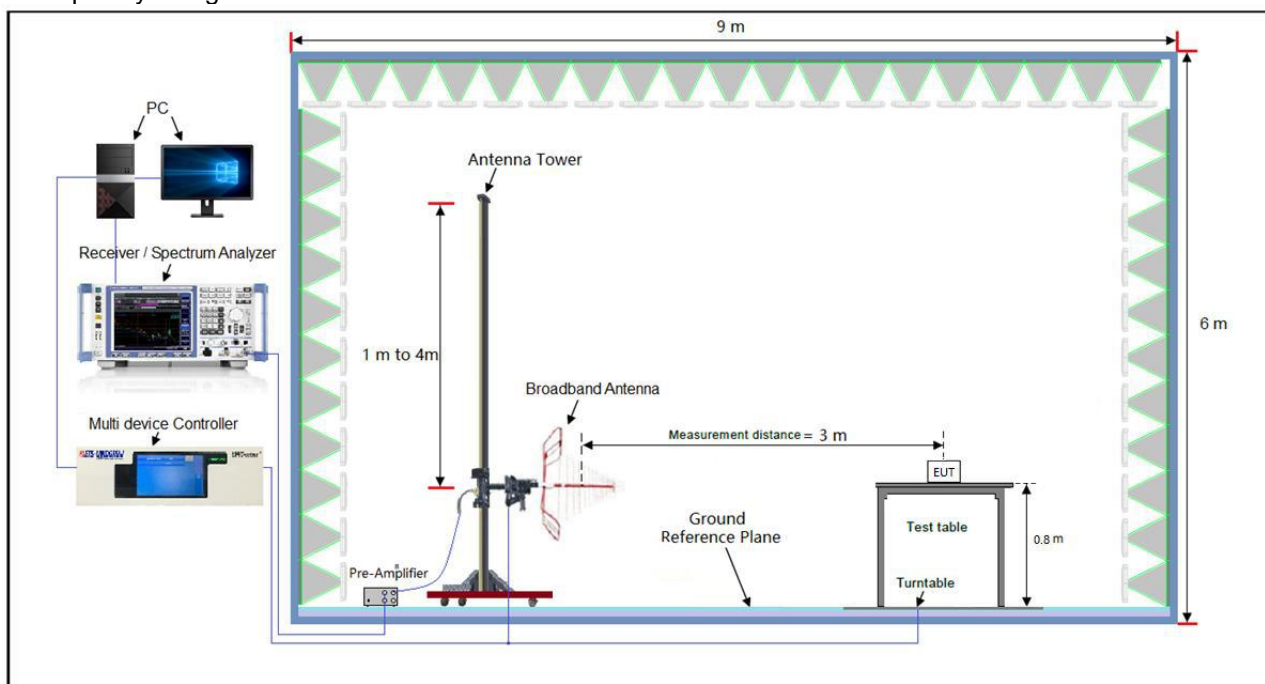 9 m
PC
Antenna Tower
Receiver / Spectrum Analyzer
1 m to 4m
6 m
Broadband Antenna
Multi device Controller
Measurement distance = 3 m
EUT
Ground
Reference Plane
Test table
0.8 m
Pre-Amplifier
Turntable